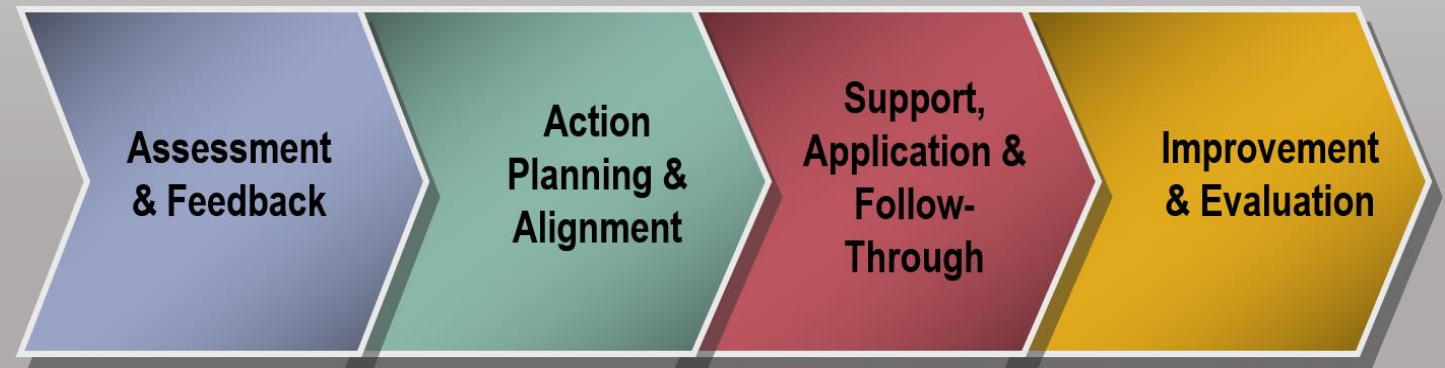 Assessment
& Feedback
Action
Planning &
Alignment
Support,
Application &
Follow-
Through
Improvement
& Evaluation